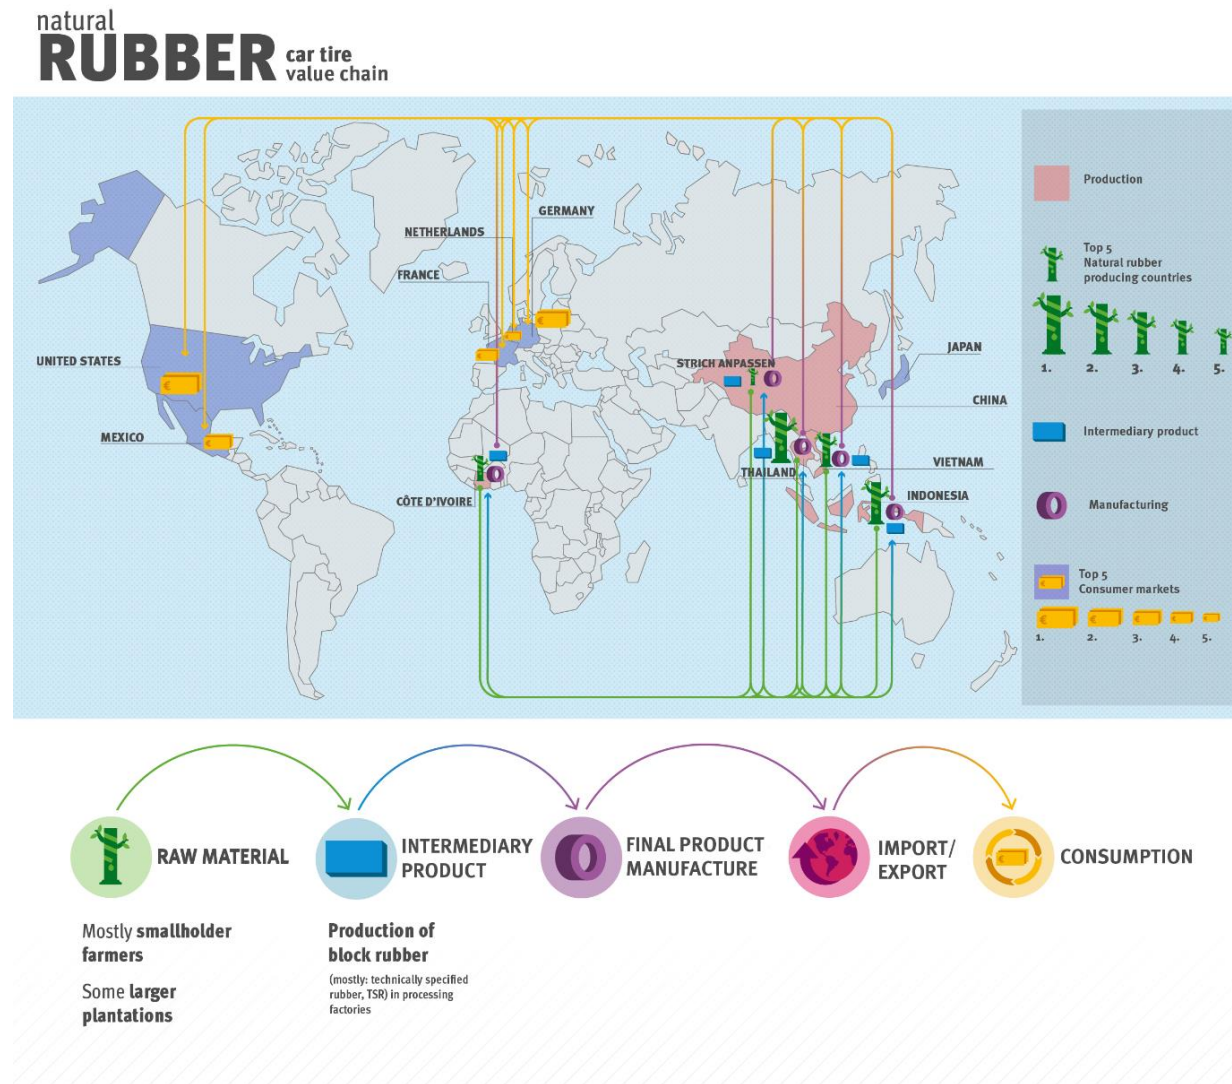 natural
RUBBER car tire
value chain
GERMANY
NETHERLANDS
FRANCE
UNITED STATES
MEXICO
CÔTE D'IVOIRE
STRICH ANPASSEN
JAPAN
CHINA
THAILAND
VIETNAM
INDONESIA
Production
Top 5
Natural rubber
producing countries
1. 2. 3. 4. 5.
Intermediary product
Manufacturing
Top 5
Consumer markets
1. 2. 3. 4. 5.
RAW MATERIAL
INTERMEDIARY
PRODUCT
FINAL PRODUCT
MANUFACTURE
IMPORT/
EXPORT
CONSUMPTION
Mostly smallholder
farmers
Some larger
plantations
Production of
block rubber
(mostly: technically specified
rubber, TSR) in processing
factories